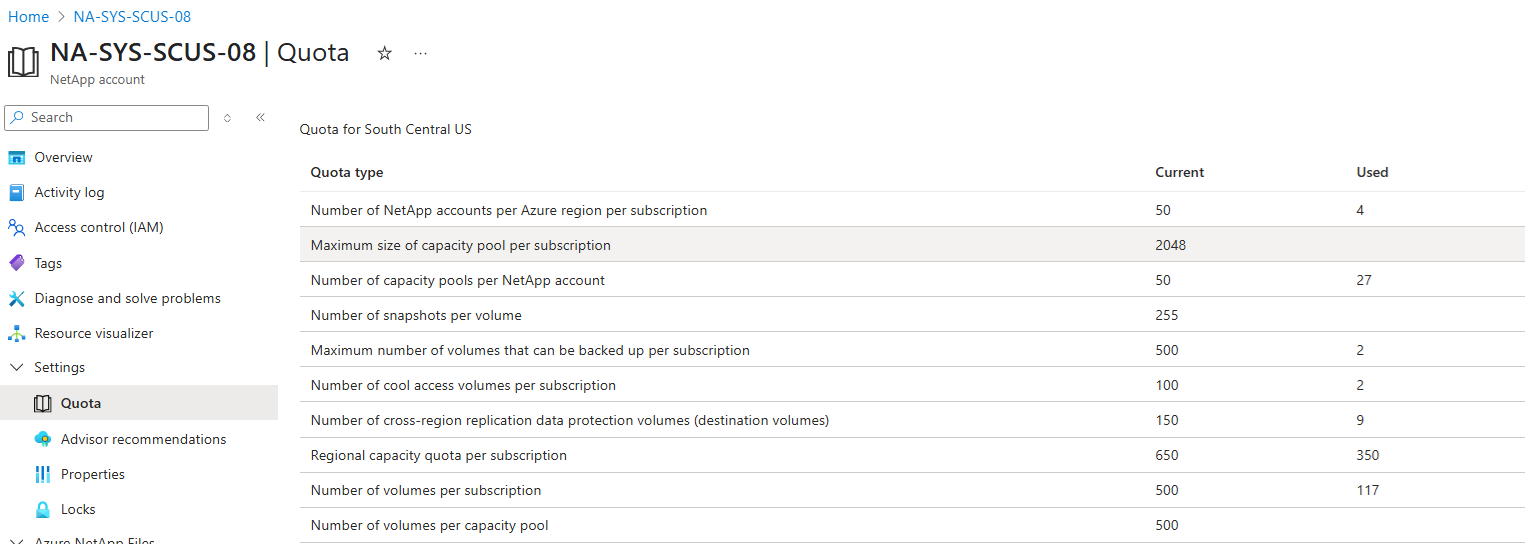 Home > NA-SYS-SCUS-08
NA-SYS-SCUS-08 | Quota ☆ ···
NetApp account
Search
Overview
Activity log
Access control (IAM)
Tags
Diagnose and solve problems
Resource visualizer
Settings
Quota
Advisor recommendations
Properties
Locks
Azure NetApp Files
Quota for South Central US
Quota type Current Used
Number of NetApp accounts per Azure region per subscription 50 4
Maximum size of capacity pool per subscription 2048
Number of capacity pools per NetApp account 50 27
Number of snapshots per volume 255
Maximum number of volumes that can be backed up per subscription 500 2
Number of cool access volumes per subscription 100 2
Number of cross-region replication data protection volumes (destination volumes) 150 9
Regional capacity quota per subscription 650 350
Number of volumes per subscription 500 117
Number of volumes per capacity pool 500